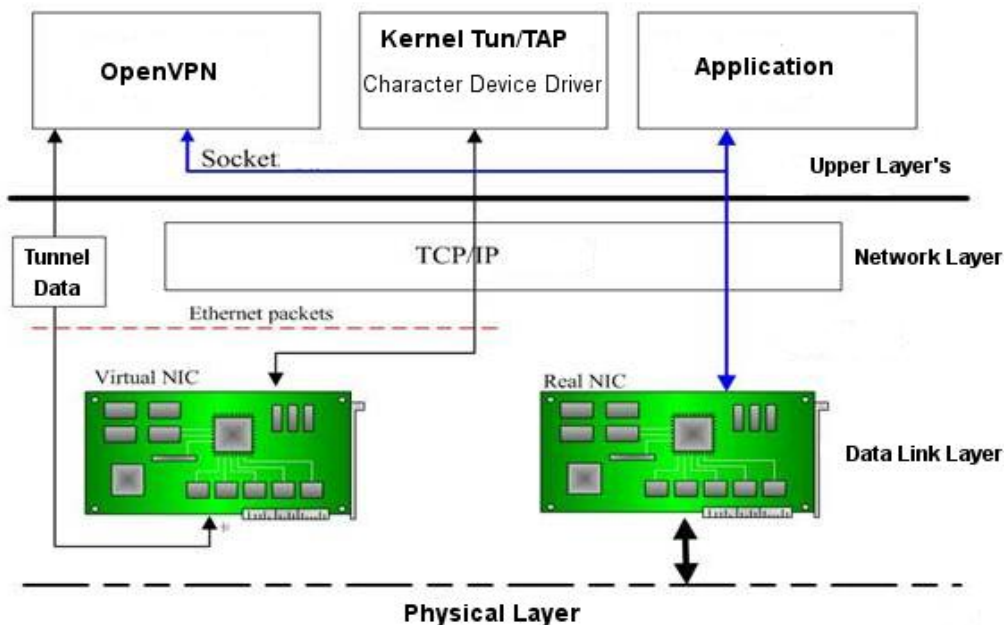 OpenVPN
Kernel Tun/TAP
Character Device Driver
Application
Socket
Upper Layer's
Tunnel
Data
TCP/IP
Network Layer
Ethernet packets
Virtual NIC
Real NIC
Data Link Layer
Physical Layer